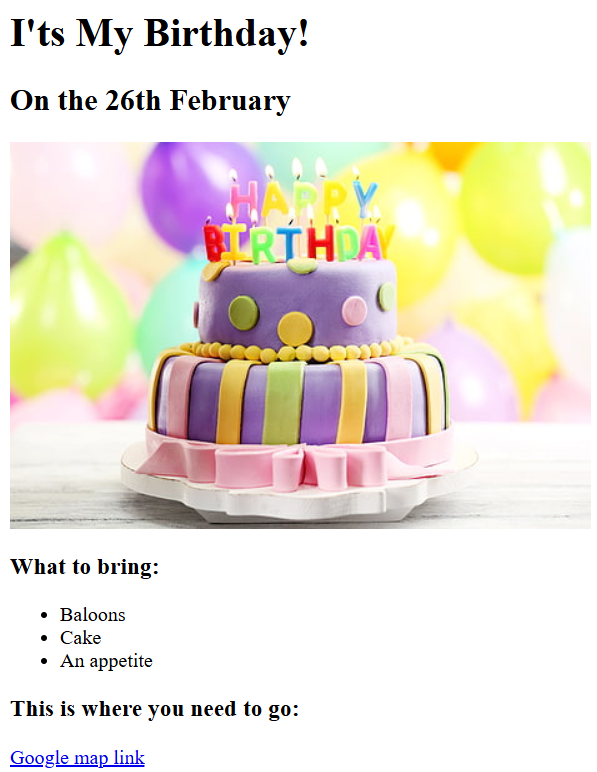 I'ts My Birthday!
On the 26th February
HAPPY
BIRTHDAY
What to bring:
Baloons
Cake
An appetite
This is where you need to go:
Google map link